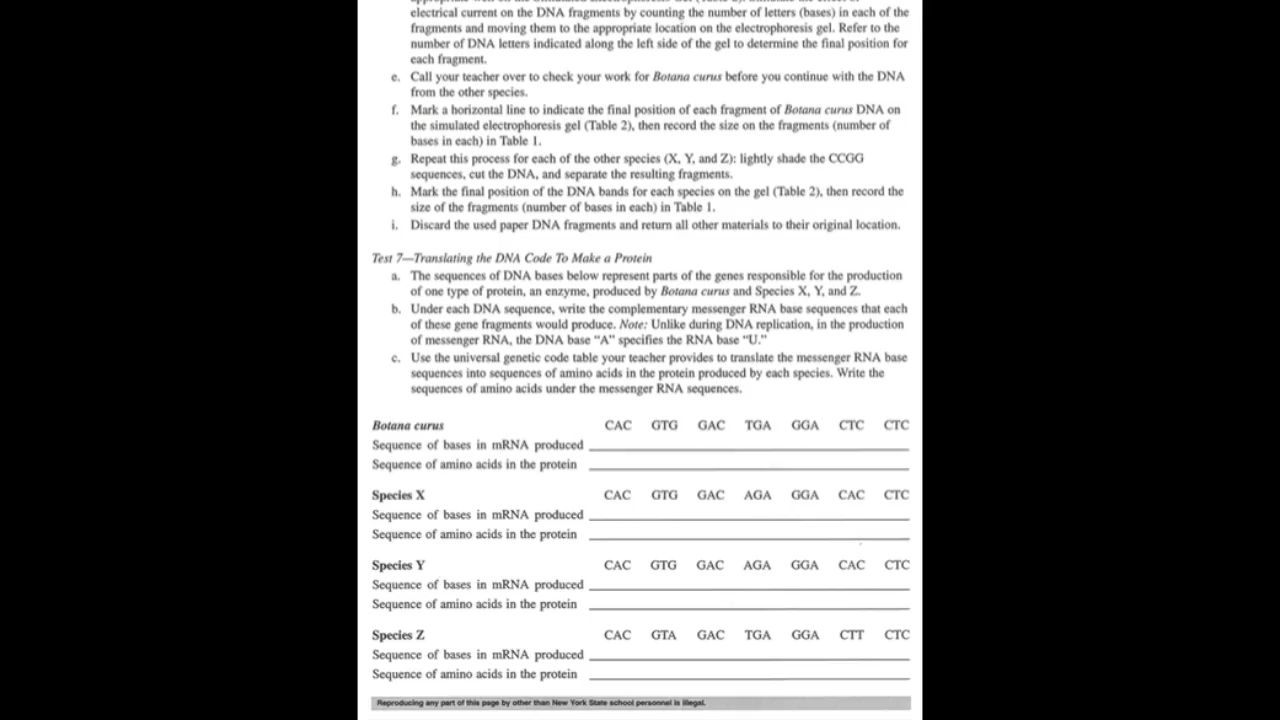 electrical current on the DNA fragments by counting the number of letters (bases) in each of the
fragments and moving them to the appropriate location on the electrophoresis gel. Refer to the
number of DNA letters indicated along the left side of the gel to determine the final position for
each fragment.
e. Call your teacher over to check your work for Botana curus before you continue with the DNA
from the other species.
f. Mark a horizontal line to indicate the final position of each fragment of Botana curus DNA on
the simulated electrophoresis gel (Table 2), then record the size on the fragments (number of
bases in each) in Table 1.
g. Repeat this process for each of the other species (X, Y, and Z): lightly shade the CCGG
sequences, cut the DNA, and separate the resulting fragments.
h. Mark the final position of the DNA bands for each species on the gel (Table 2), then record the
size of the fragments (number of bases in each) in Table 1.
i. Discard the used paper DNA fragments and return all other materials to their original location.
Test 7—Translating the DNA Code To Make a Protein
a. The sequences of DNA bases below represent parts of the genes responsible for the production
of one type of protein, an enzyme, produced by Botana curus and Species X, Y, and Z.
b. Under each DNA sequence, write the complementary messenger RNA base sequences that each
of these gene fragments would produce. Note: Unlike during DNA replication, in the production
of messenger RNA, the DNA base “A” specifies the RNA base “U.”
c. Use the universal genetic code table your teacher provides to translate the messenger RNA base
sequences into sequences of amino acids in the protein produced by each species. Write the
sequences of amino acids under the messenger RNA sequences.
Botana curus CAC GTG GAC TGA GGA CTC CTC
Sequence of bases in mRNA produced
Sequence of amino acids in the protein
Species X CAC GTG GAC AGA GGA CAC CTC
Sequence of bases in mRNA produced
Sequence of amino acids in the protein
Species Y CAC GTG GAC AGA GGA CAC CTC
Sequence of bases in mRNA produced
Sequence of amino acids in the protein
Species Z CAC GTA GAC TGA GGA CTT CTC
Sequence of bases in mRNA produced
Sequence of amino acids in the protein
Reproducing any part of this page by other than New York State school personnel is illegal.